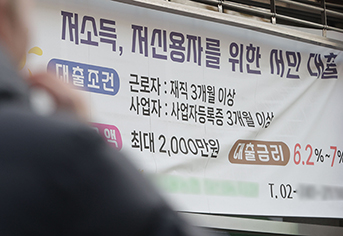 저소득, 저신용자를 위한 서민 대출
대출조건 근로자 : 재직 3개월 이상
사업자 : 사업자등록증 3개월 이상
액 최대 2,000만원 대출금리 6.2%~7%
T. 02-